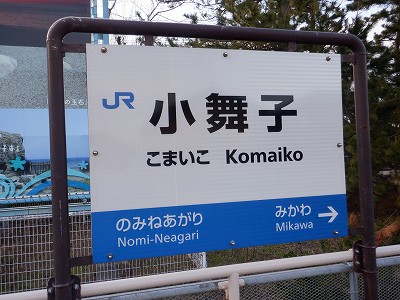 JR 小舞子
こまいこ Komaiko
のみねあがり
Nomi-Neagari
みかわ →
Mikawa